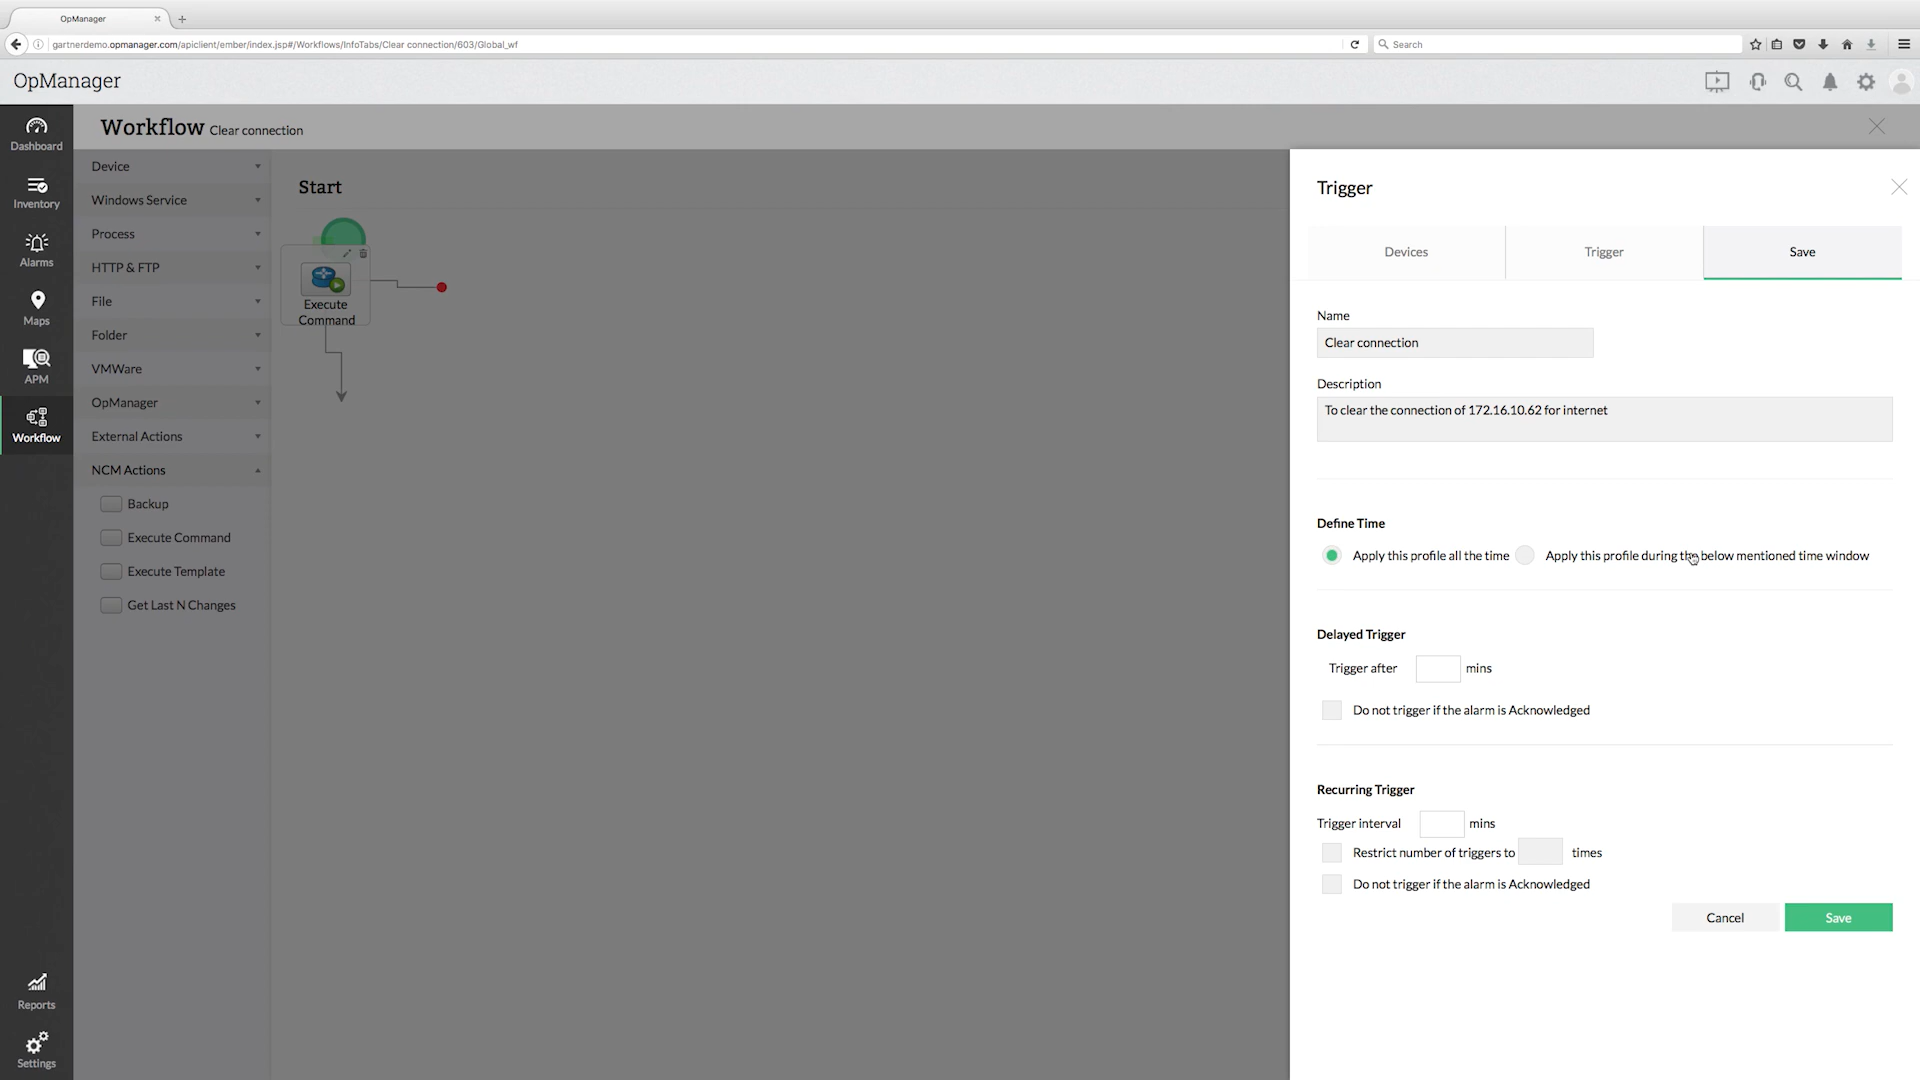 OpManager
gartnerdemo.opmanager.com/apiclient/ember/index.jsp#/Workflows/InfoTabs/Clear connection/603/Global_wf
Search
OpManager
Workflow Clear connection
Dashboard
Inventory
Alarms
Maps
APM
Workflow
Reports
Settings
Device
Windows Service
Process
HTTP & FTP
File
Folder
VMWare
OpManager
External Actions
NCM Actions
Backup
Execute Command
Execute Template
Get Last N Changes
Start
Execute
Command
Trigger
Devices
Trigger
Save
Name
Clear connection
Description
To clear the connection of 172.16.10.62 for internet
Define Time
Apply this profile all the time
Apply this profile during the below mentioned time window
Delayed Trigger
Trigger after mins
Do not trigger if the alarm is Acknowledged
Recurring Trigger
Trigger interval mins
Restrict number of triggers to times
Do not trigger if the alarm is Acknowledged
Cancel
Save